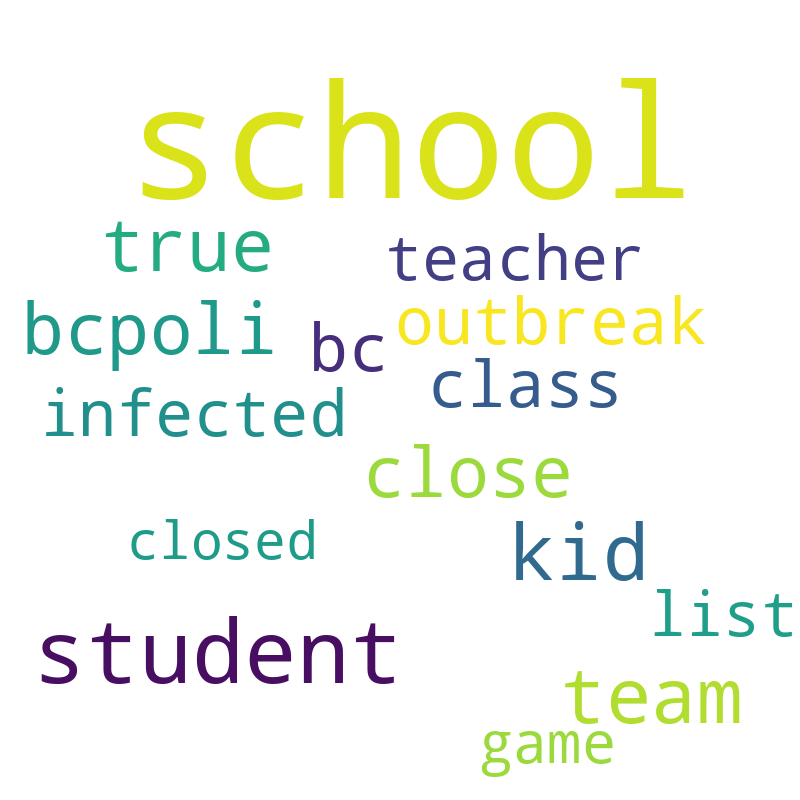 school
true
teacher
bcpoli
bc
outbreak
class
infected
close
closed
kid
list
student
team
game